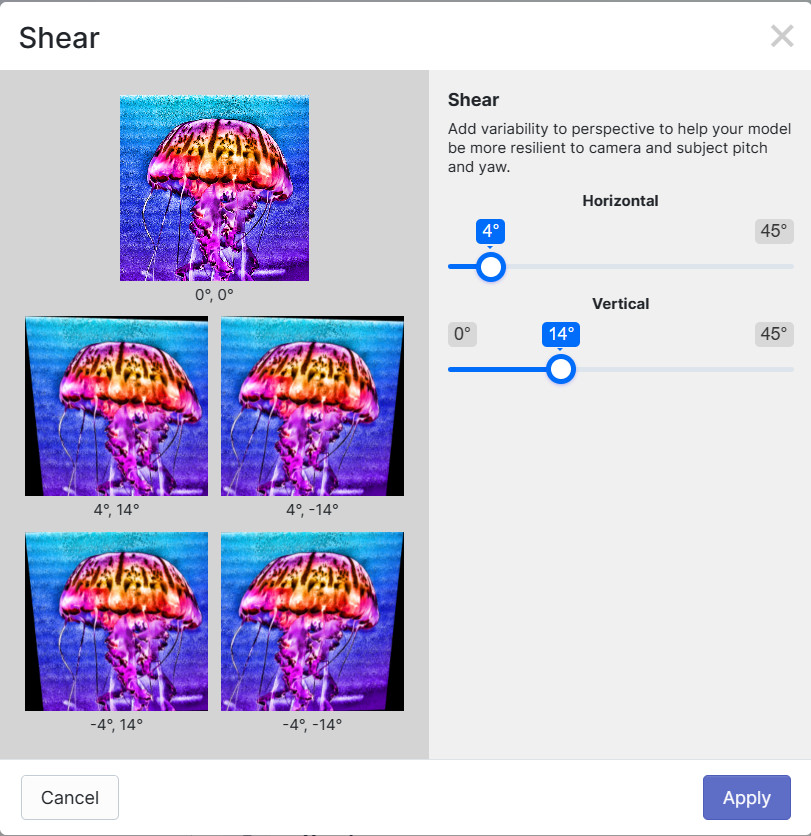 Shear
0°, 0°
4°, 14°
4°, -14°
-4°, 14°
-4°, -14°
Shear
Add variability to perspective to help your model
be more resilient to camera and subject pitch
and yaw.
Horizontal
4°
45°
Vertical
0°
14°
45°
Cancel
Apply